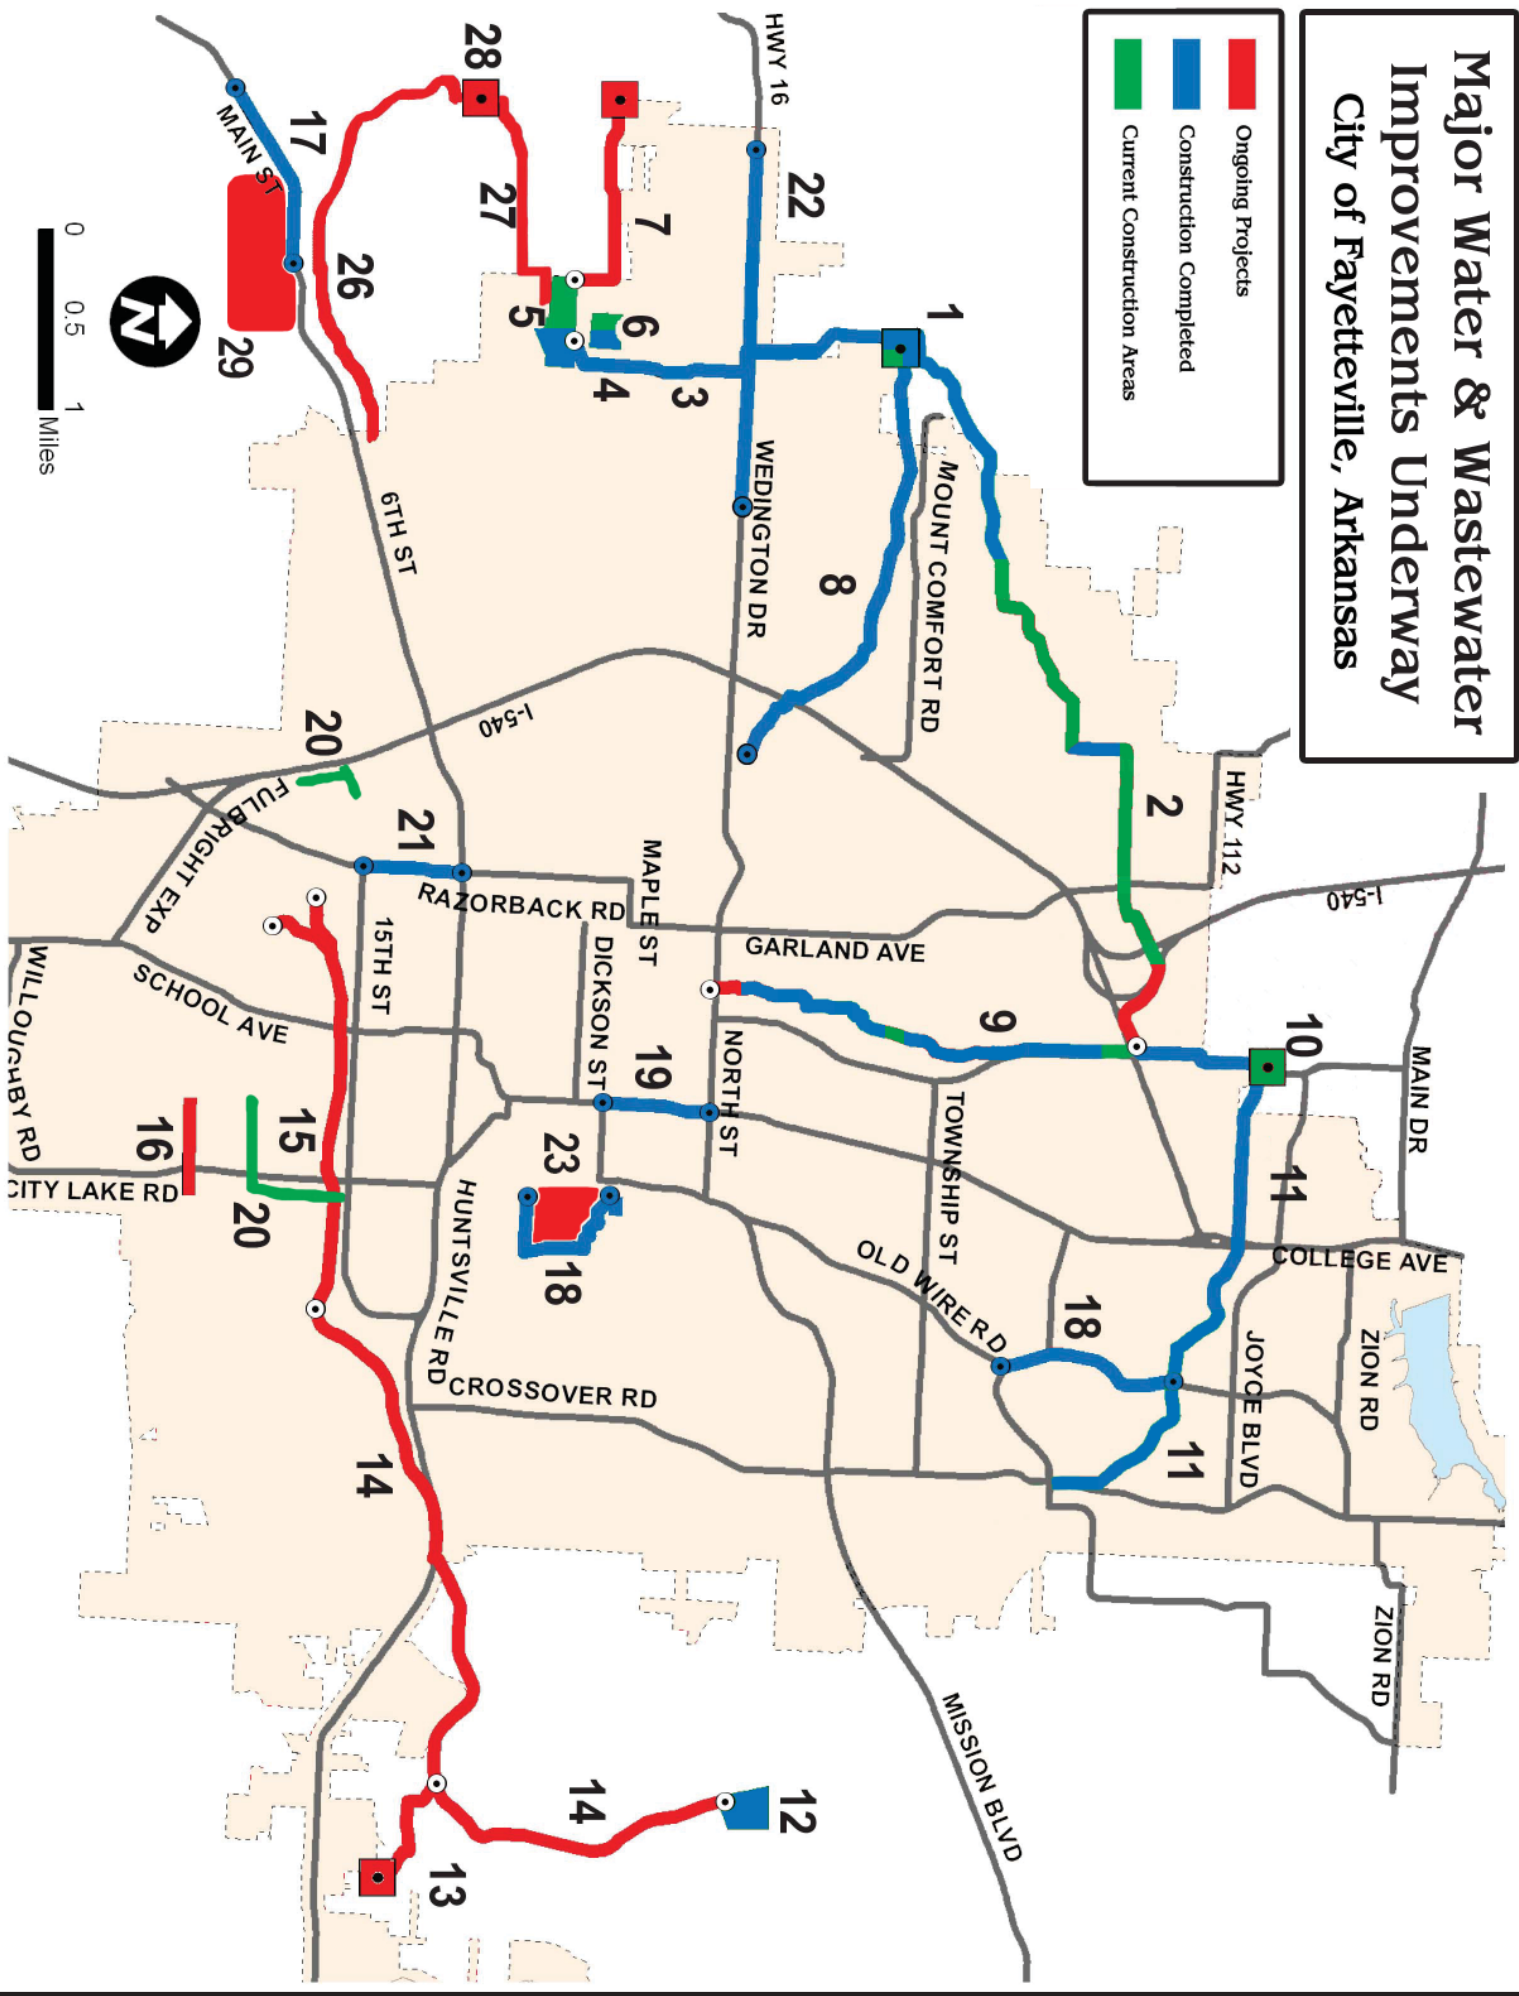 Major Water & Wastewater
Improvements Underway
City of Fayetteville, Arkansas
Ongoing Projects
Construction Completed
Current Construction Areas
HWY 16
22
1
28
7
27
6
5
4
3
17
MAIN ST
26
29
N
0
0.5
1
Miles
6TH ST
WEDINGTON DR
8
MOUNT COMFORT RD
2
HWY 112
I-540
I-540
20
FULBRIGHT EXP
21
RAZORBACK RD
MAPLE ST
GARLAND AVE
15TH ST
DICKSON ST
SCHOOL AVE
WILLOUGHBY RD
9
10
MAIN DR
19
NORTH ST
TOWNSHIP ST
16
15
20
CITY LAKE RD
23
18
11
COLLEGE AVE
HUNTSVILLE RD
OLD WIRE RD
18
JOYCE BLVD
ZION RD
CROSSOVER RD
11
14
ZION RD
MISSION BLVD
14
12
13